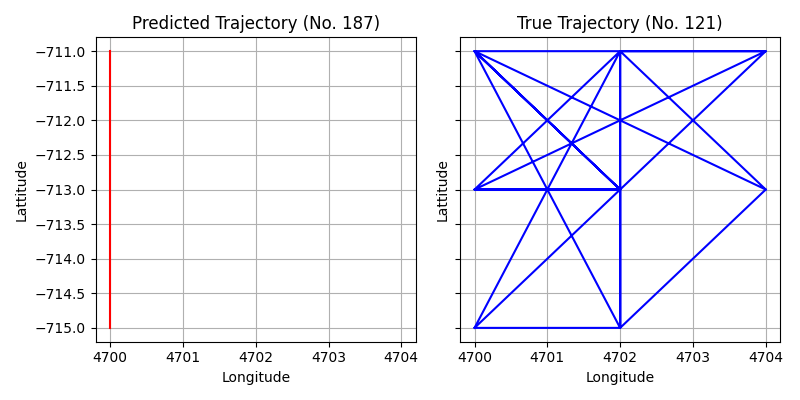 Predicted Trajectory (No. 187)
True Trajectory (No. 121)
−711.0
−711.5
−712.0
−712.5
−713.0
−713.5
−714.0
−714.5
−715.0
Lattitude
Lattitude
4700 4701 4702 4703 4704
4700 4701 4702 4703 4704
Longitude
Longitude